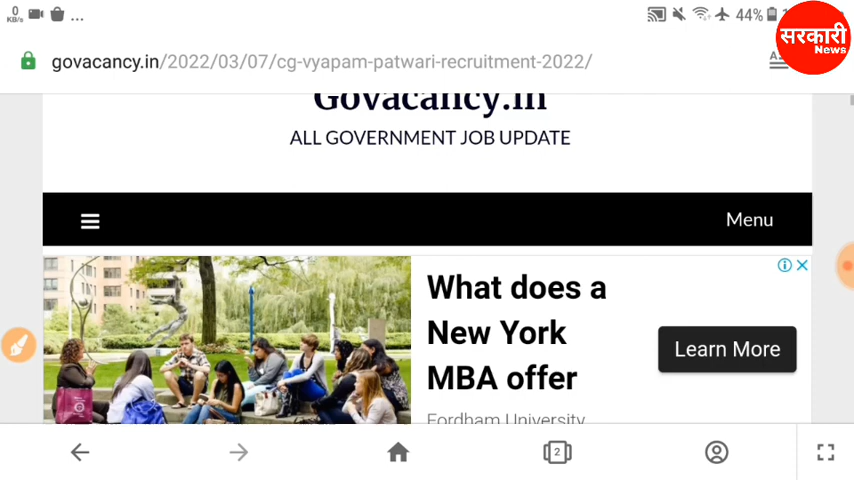 0
KB/s
...
44%
सरकारी
News
govacancy.in/2022/03/07/cg-vyapam-patwari-recruitment-2022/
Govacancy.in
ALL GOVERNMENT JOB UPDATE
Menu
What does a
New York
MBA offer
Learn More
Fordham University
2